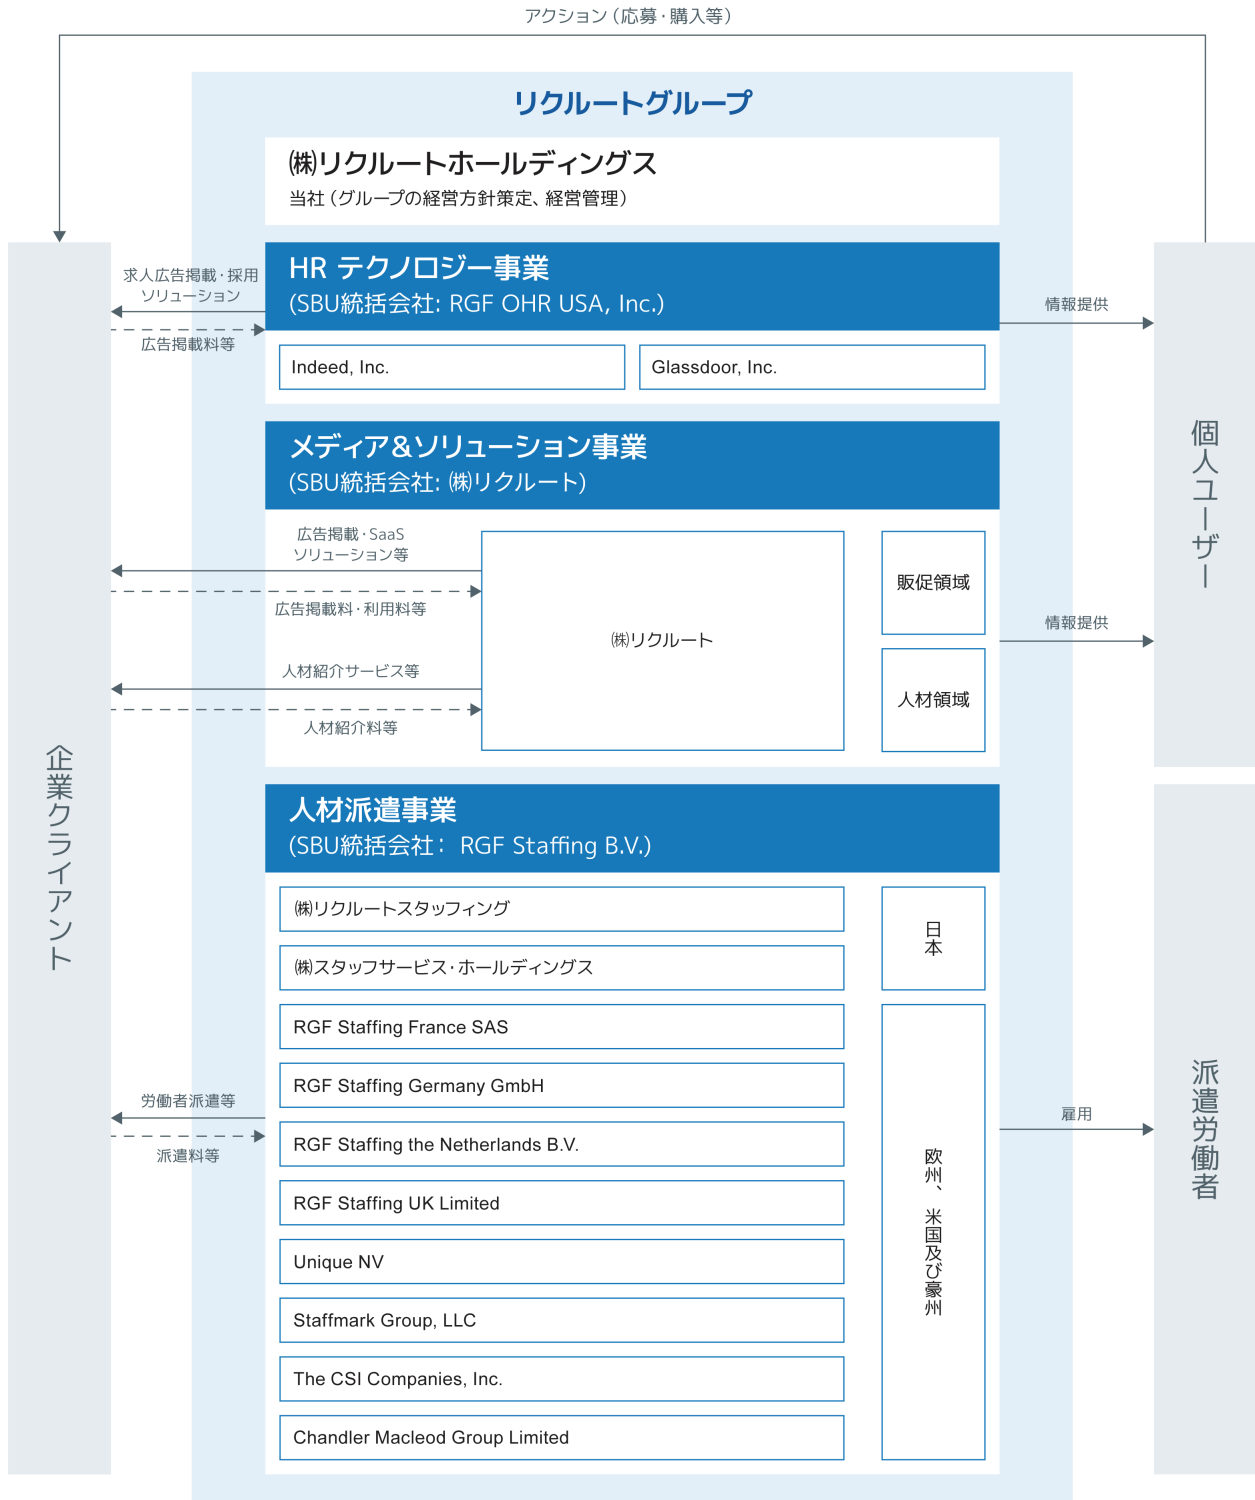 アクション（応募・購入等）
リクルートグループ
㈱リクルートホールディングス
当社（グループの経営方針策定、経営管理）
HR テクノロジー事業
(SBU統括会社: RGF OHR USA, Inc.)
求人広告掲載・採用
ソリューション
広告掲載料等
情報提供
Indeed, Inc.
Glassdoor, Inc.
メディア&ソリューション事業
(SBU統括会社: ㈱リクルート)
広告掲載・SaaS
ソリューション等
広告掲載料・利用料等
人材紹介サービス等
人材紹介料等
㈱リクルート
販促領域
人材領域
情報提供
個人ユーザー
企業クライアント
人材派遣事業
(SBU統括会社： RGF Staffing B.V.)
㈱リクルートスタッフィング
㈱スタッフサービス・ホールディングス
日本
RGF Staffing France SAS
RGF Staffing Germany GmbH
RGF Staffing the Netherlands B.V.
RGF Staffing UK Limited
Unique NV
Staffmark Group, LLC
The CSI Companies, Inc.
Chandler Macleod Group Limited
欧州、米国及び豪州
労働者派遣等
派遣料等
雇用
派遣労働者